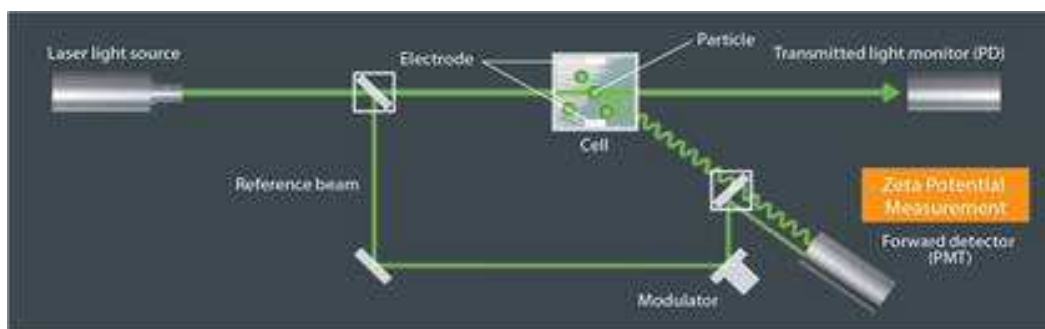 Laser light source
Electrode
Particle
Transmitted light monitor (PD)
Cell
Reference beam
Zeta Potential
Measurement
Forward detector
(PMT)
Modulator